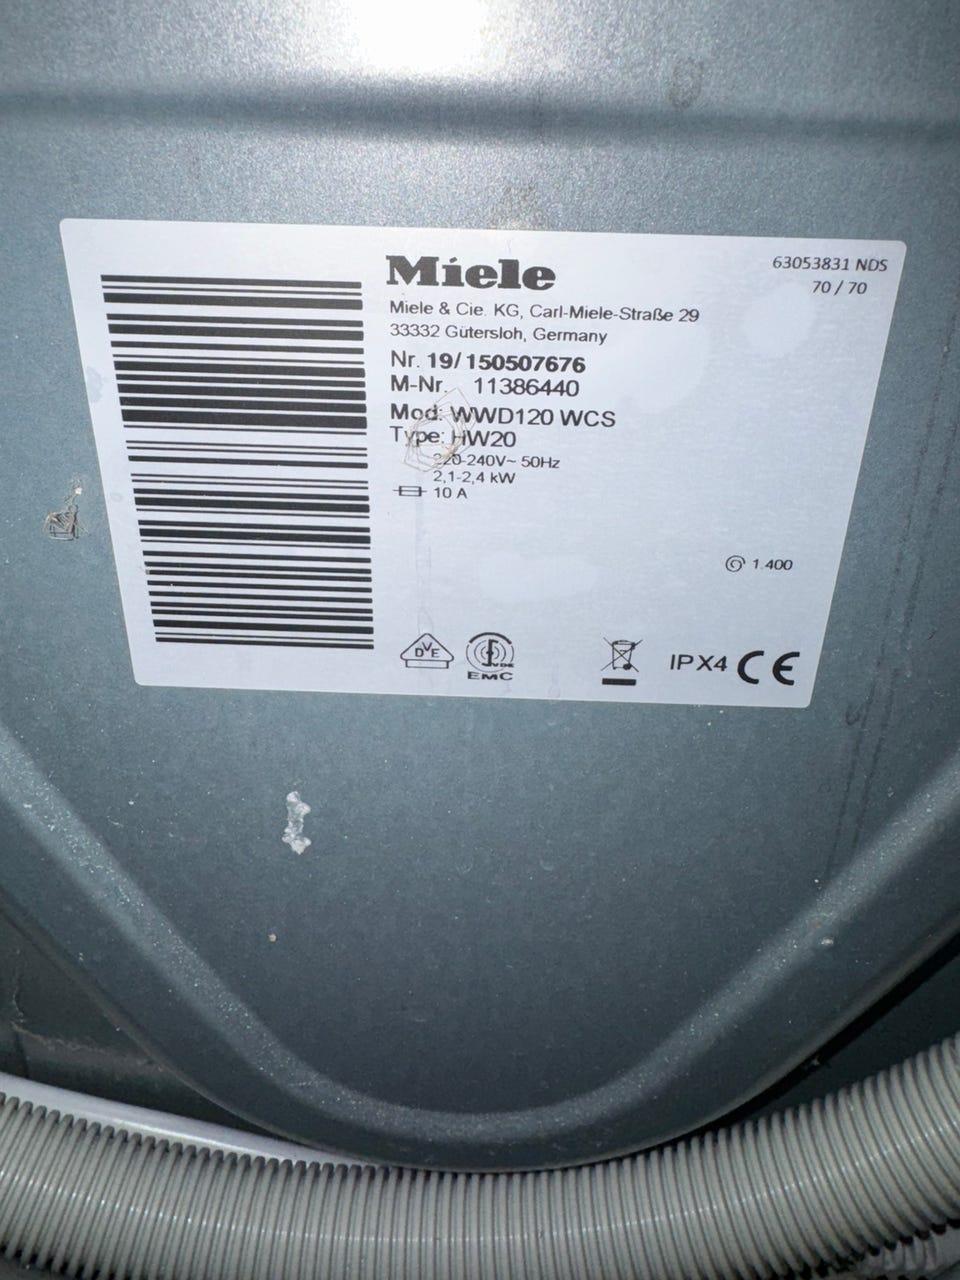 Miele
63053831 NDS
70 / 70
Miele & Cie. KG, Carl-Miele-Straße 29
33332 Gütersloh, Germany
Nr. 19/150507676
M-Nr. 11386440
Mod: WWD120 WCS
Type: HW20
220-240V~ 50Hz
2,1-2,4 kW
10 A
1.400
DVE
VDE
EMC
IPX4 CE